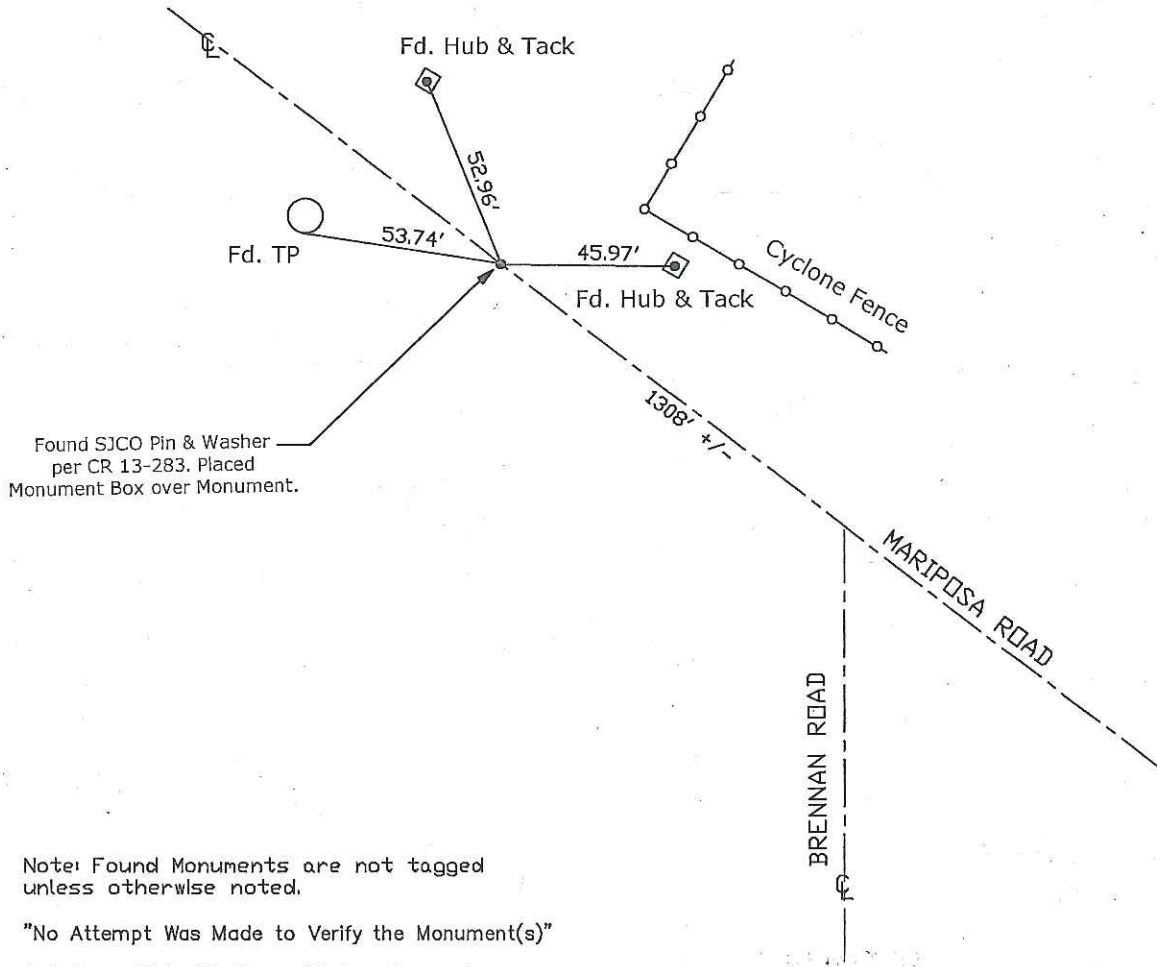 ℄
Fd. Hub & Tack
52.96'
53.74'
Fd. TP
45.97'
Fd. Hub & Tack
Cyclone Fence
1308' +/-
Found SJCO Pin & Washer
per CR 13-283. Placed
Monument Box over Monument.
MARIPOSA ROAD
BRENNAN ROAD
℄
Note: Found Monuments are not tagged
unless otherwise noted.
"No Attempt Was Made to Verify the Monument(s)"